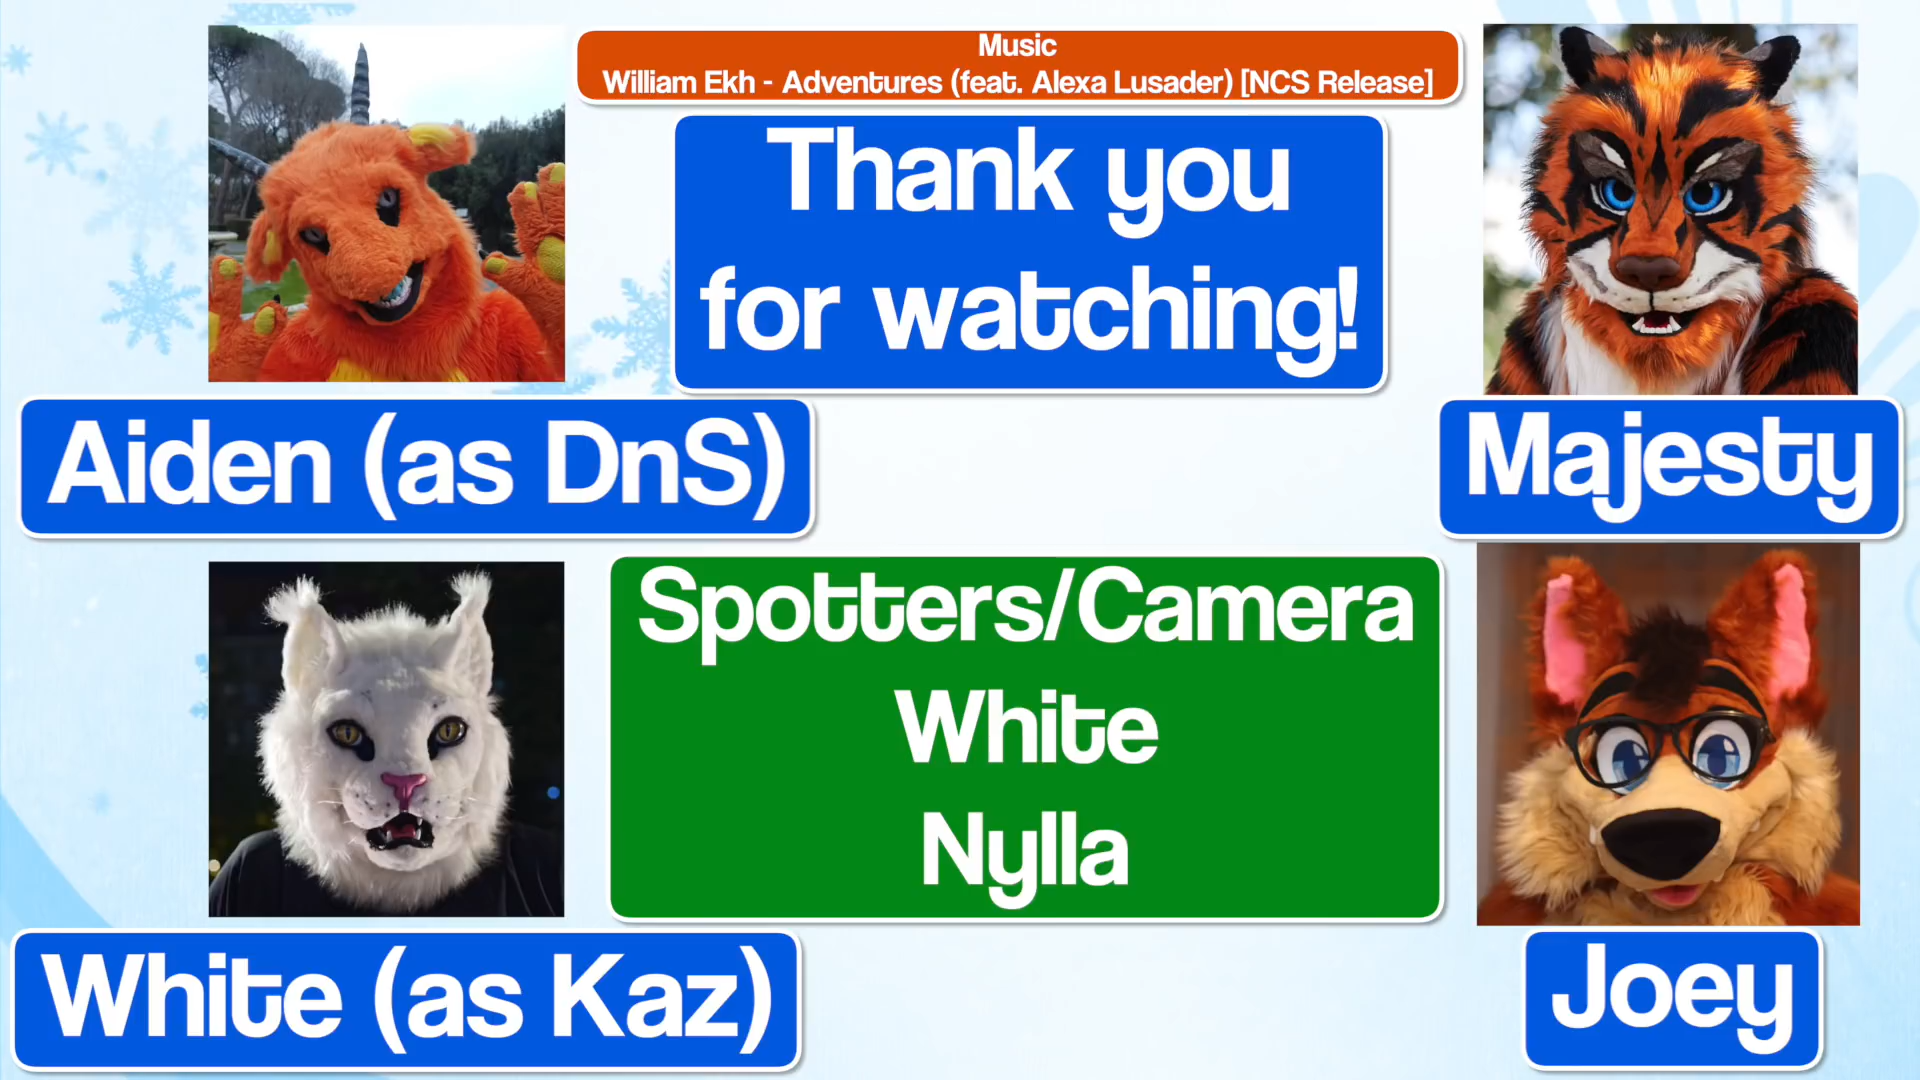 Music
William Ekh - Adventures (feat. Alexa Lusader) [NCS Release]
Thank you
for watching!
Aiden (as DnS)
Majesty
Spotters/Camera
White
Nylla
White (as Kaz)
Joey